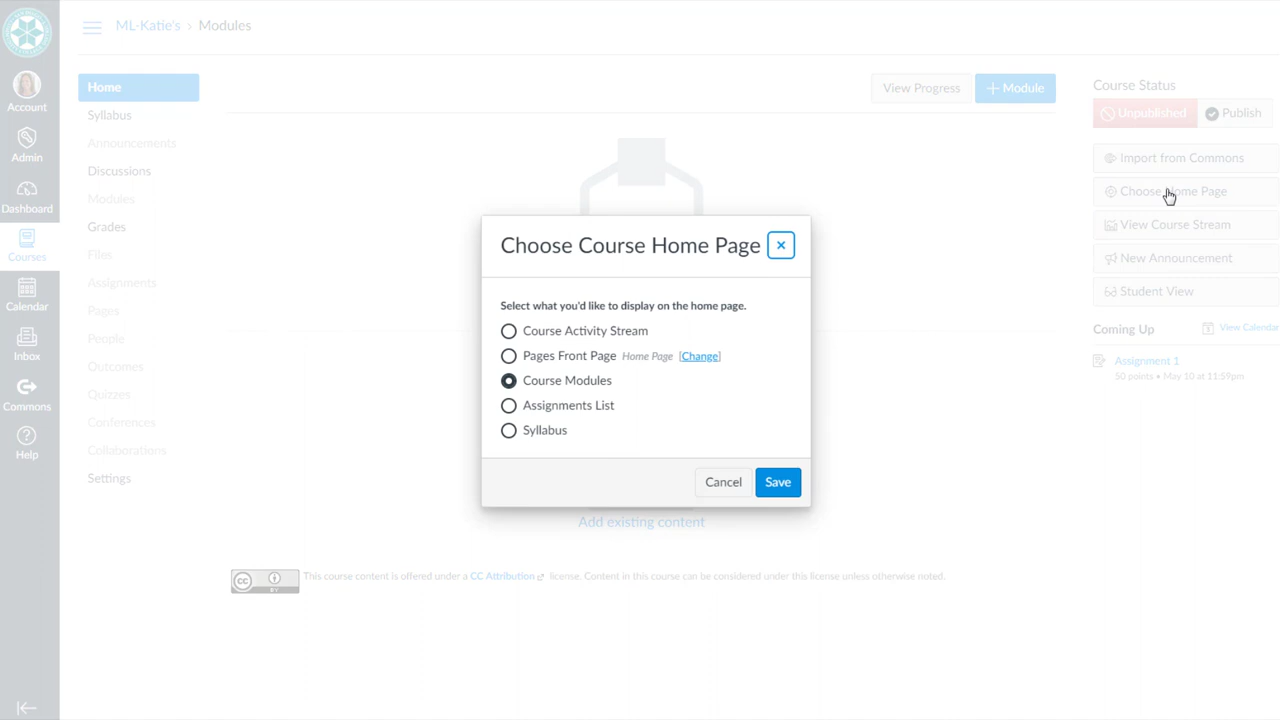 ML-Katie's › Modules
Account
Admin
Dashboard
Courses
Calendar
Inbox
Commons
Help
Home
Syllabus
Announcements
Discussions
Modules
Grades
Files
Assignments
Pages
People
Outcomes
Quizzes
Conferences
Collaborations
Settings
View Progress
+ Module
Choose Course Home Page
Select what you'd like to display on the home page.
Course Activity Stream
Pages Front Page Home Page [Change]
Course Modules
Assignments List
Syllabus
Cancel Save
Add existing content
cc BY
This course content is offered under a CC Attribution license. Content in this course can be considered under this license unless otherwise noted.
Course Status
Unpublished Publish
Import from Commons
Choose Home Page
View Course Stream
New Announcement
Student View
Coming Up View Calendar
Assignment 1
50 points • May 10 at 11:59pm